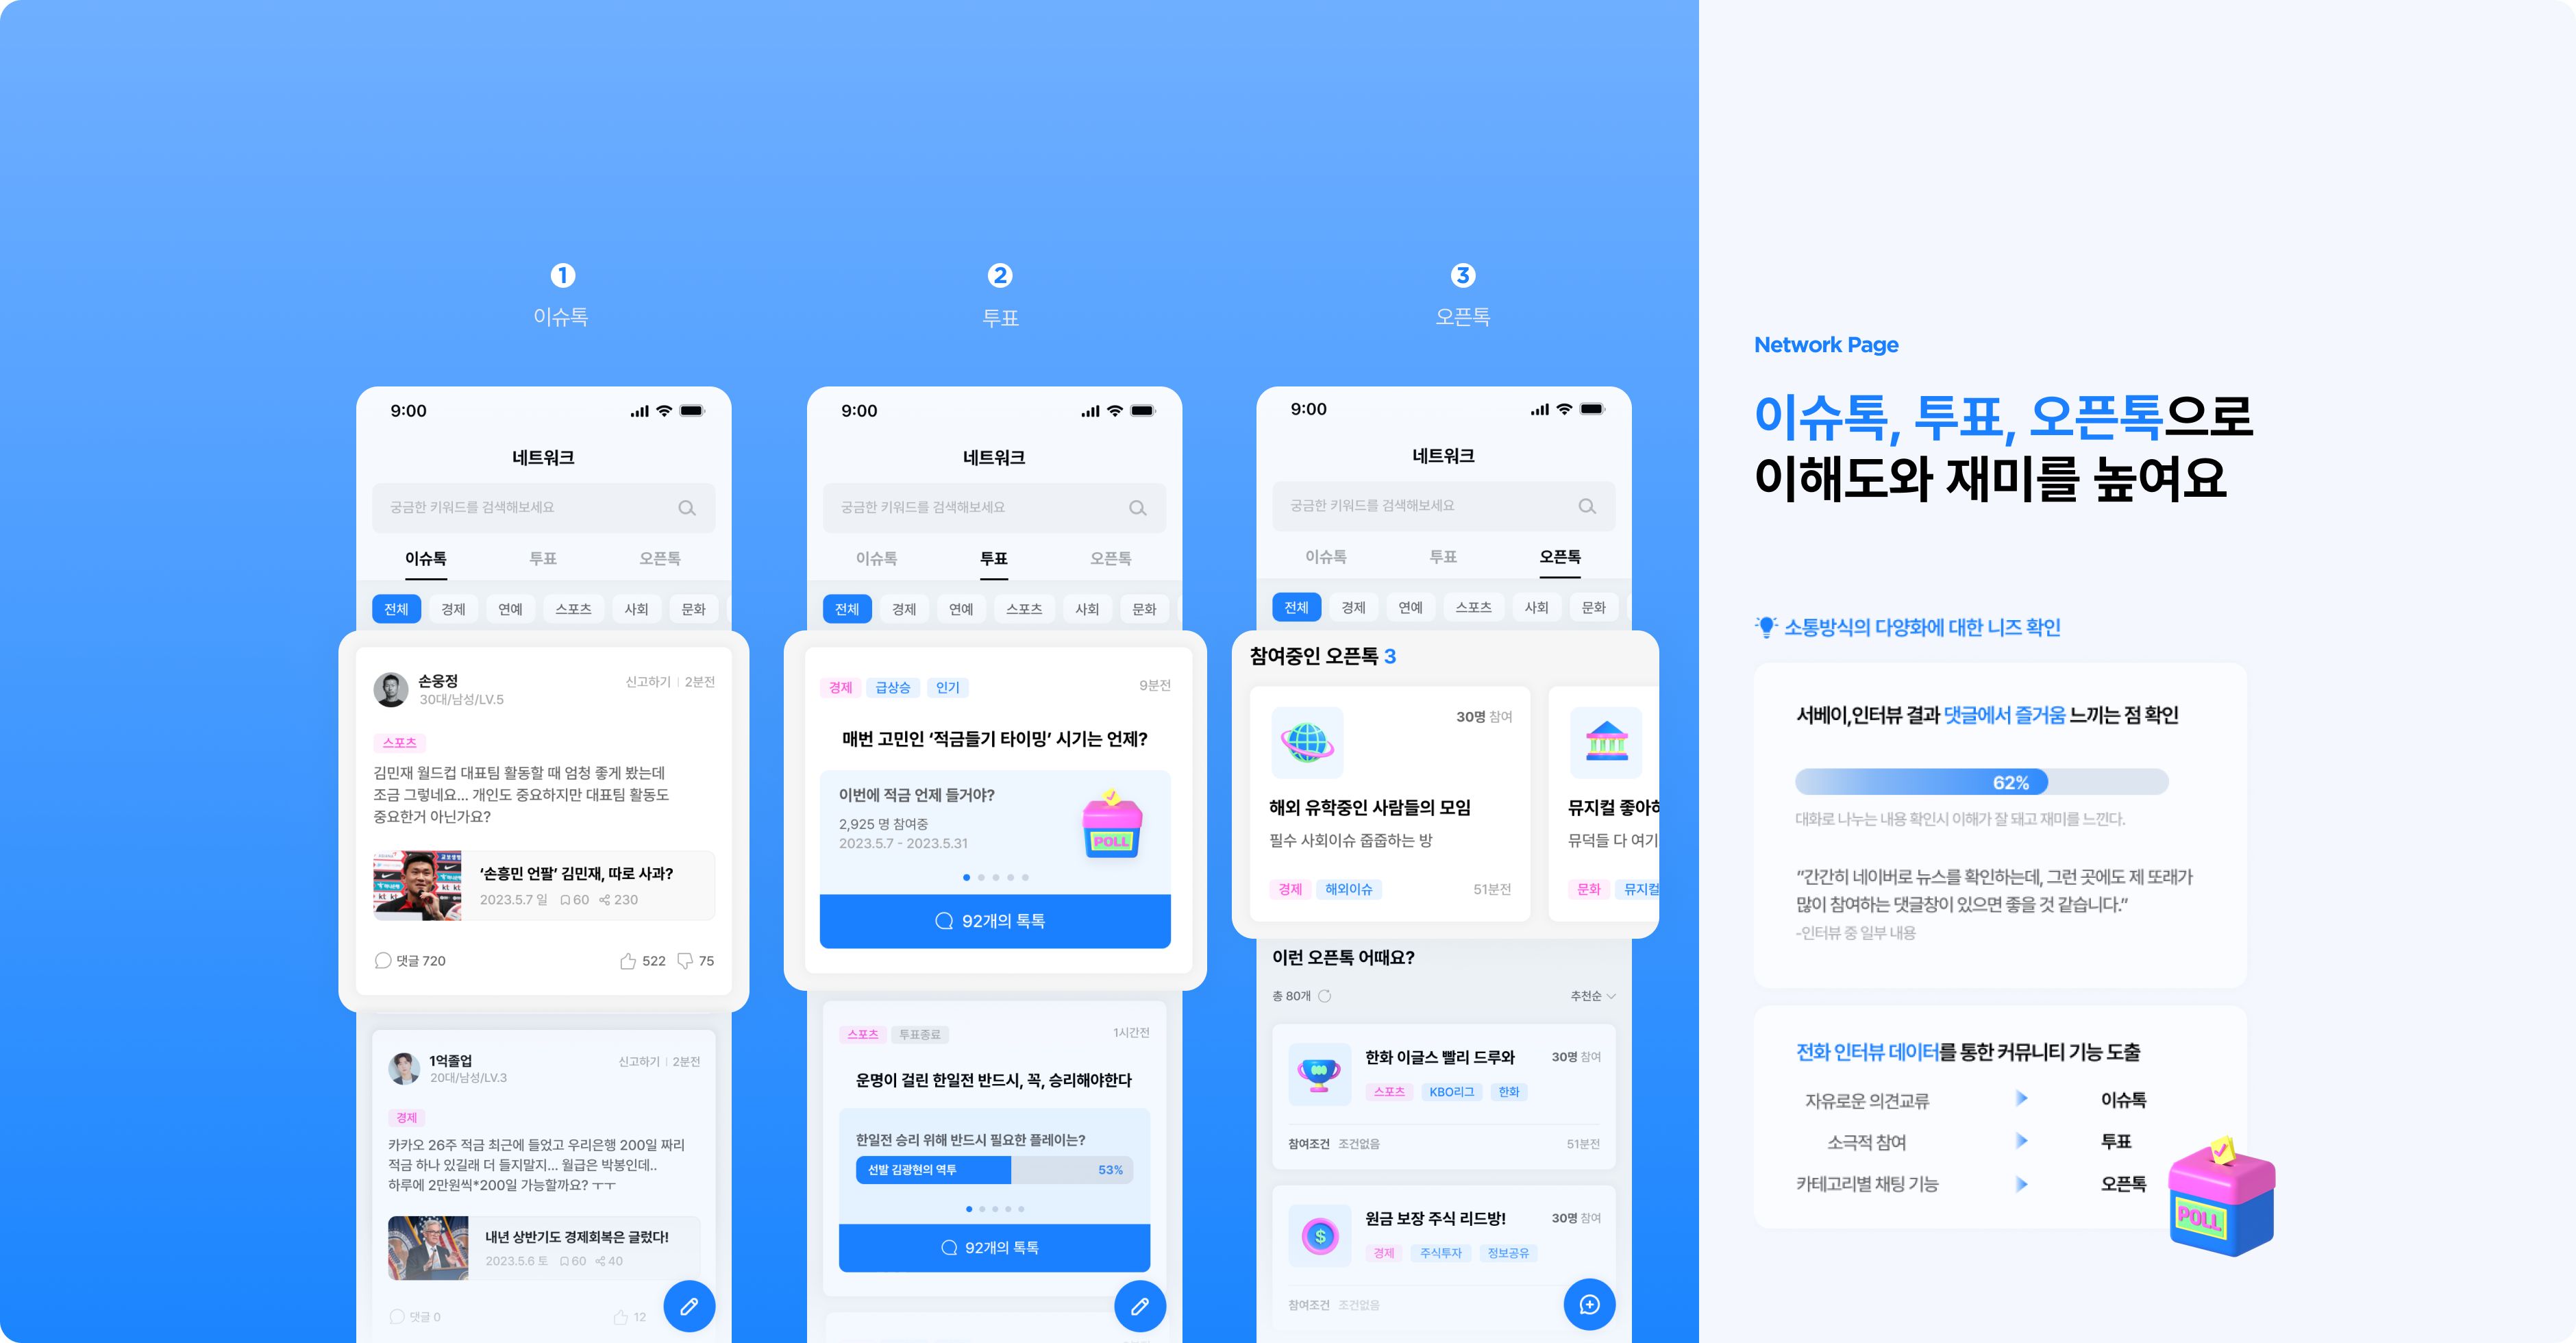 1
이슈톡
9:00
네트워크
궁금한 키워드를 검색해보세요
이슈톡 투표 오픈톡
전체 경제 연예 스포츠 사회 문화
손웅정
30대/남성/LV.5
신고하기 | 2분전
스포츠
김민재 월드컵 대표팀 활동할 때 엄청 좋게 봤는데
조금 그렇네요... 개인도 중요하지만 대표팀 활동도
중요한거 아닌가요?
‘손흥민 언팔’ 김민재, 따로 사과?
2023.5.7 일 60 230
댓글 720 522 75
1억졸업
20대/남성/LV.3
신고하기 | 2분전
경제
카카오 26주 적금 최근에 들었고 우리은행 200일 짜리
적금 하나 있길래 더 들지말지... 월급은 박봉인데..
하루에 2만원씩*200일 가능할까요? ㅜㅜ
내년 상반기도 경제회복은 글렀다!
2023.5.6 토 60 40
댓글 0 12
2
투표
9:00
네트워크
궁금한 키워드를 검색해보세요
이슈톡 투표 오픈톡
전체 경제 연예 스포츠 사회 문화
경제 급상승 인기 9분전
매번 고민인 ‘적금들기 타이밍’ 시기는 언제?
이번에 적금 언제 들거야?
2,925 명 참여중
2023.5.7 - 2023.5.31
POLL
92개의 톡톡
스포츠 투표종료 1시간전
운명이 걸린 한일전 반드시, 꼭, 승리해야한다
한일전 승리 위해 반드시 필요한 플레이는?
선발 김광현의 역투 53%
92개의 톡톡
3
오픈톡
9:00
네트워크
궁금한 키워드를 검색해보세요
이슈톡 투표 오픈톡
전체 경제 연예 스포츠 사회 문화
참여중인 오픈톡 3
30명 참여
해외 유학중인 사람들의 모임
필수 사회이슈 줍줍하는 방
경제 해외이슈 51분전
뮤지컬 좋아하
뮤덕들 다 여기
문화 뮤지컬
이런 오픈톡 어때요?
총 80개 추천순
한화 이글스 빨리 드루와 30명 참여
스포츠 KBO리그 한화
참여조건 조건없음 51분전
원금 보장 주식 리드방! 30명 참여
경제 주식투자 정보공유
참여조건 조건없음
Network Page
이슈톡, 투표, 오픈톡으로
이해도와 재미를 높여요
소통방식의 다양화에 대한 니즈 확인
서베이,인터뷰 결과 댓글에서 즐거움 느끼는 점 확인
62%
대화로 나누는 내용 확인시 이해가 잘 돼고 재미를 느낀다.
”간간히 네이버로 뉴스를 확인하는데, 그런 곳에도 제 또래가
많이 참여하는 댓글창이 있으면 좋을 것 같습니다.”
-인터뷰 중 일부 내용
전화 인터뷰 데이터를 통한 커뮤니티 기능 도출
자유로운 의견교류 이슈톡
소극적 참여 투표
카테고리별 채팅 기능 오픈톡
POLL